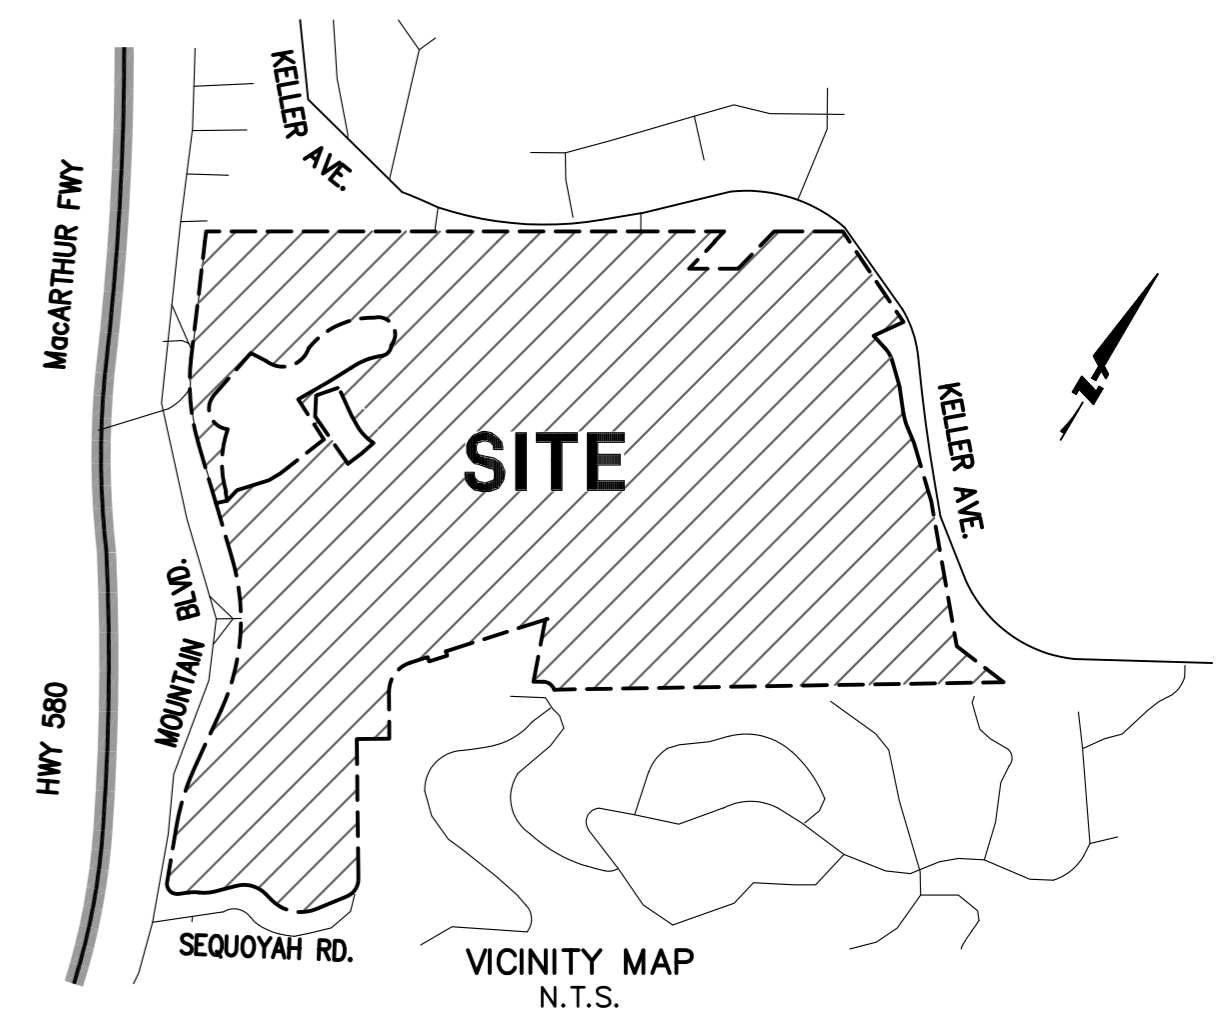 KELLER AVE.
MacARTHUR FWY
SITE
N
KELLER AVE.
MOUNTAIN BLVD.
HWY 580
SEQUOYAH RD.
VICINITY MAP
N.T.S.